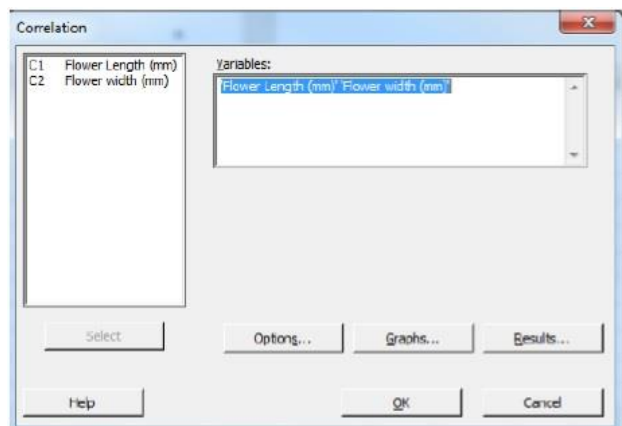 Correlation
C1 Flower Length (mm)
C2 Flower width (mm)
Variables:
'Flower Length (mm)' 'Flower width (mm)'
Select
Options...
Graphs...
Results...
Help
OK
Cancel